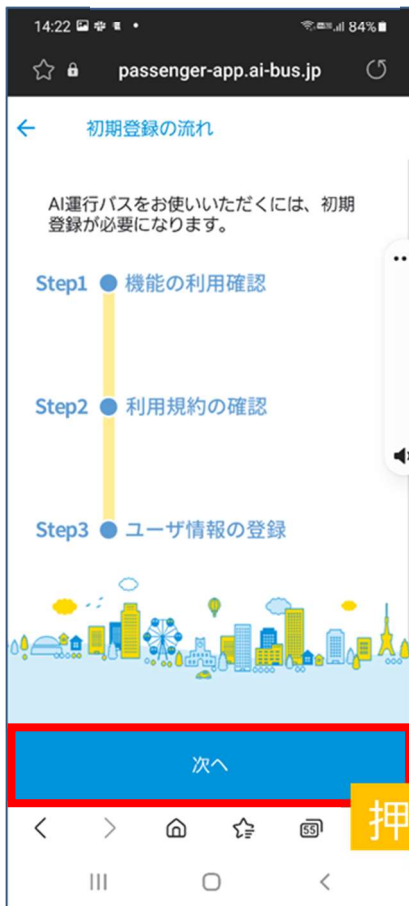 14:22
84%
passenger-app.ai-bus.jp
初期登録の流れ
AI運行バスをお使いいただくには、初期
登録が必要になります。
Step1 機能の利用確認
Step2 利用規約の確認
Step3 ユーザ情報の登録
次へ
押
55